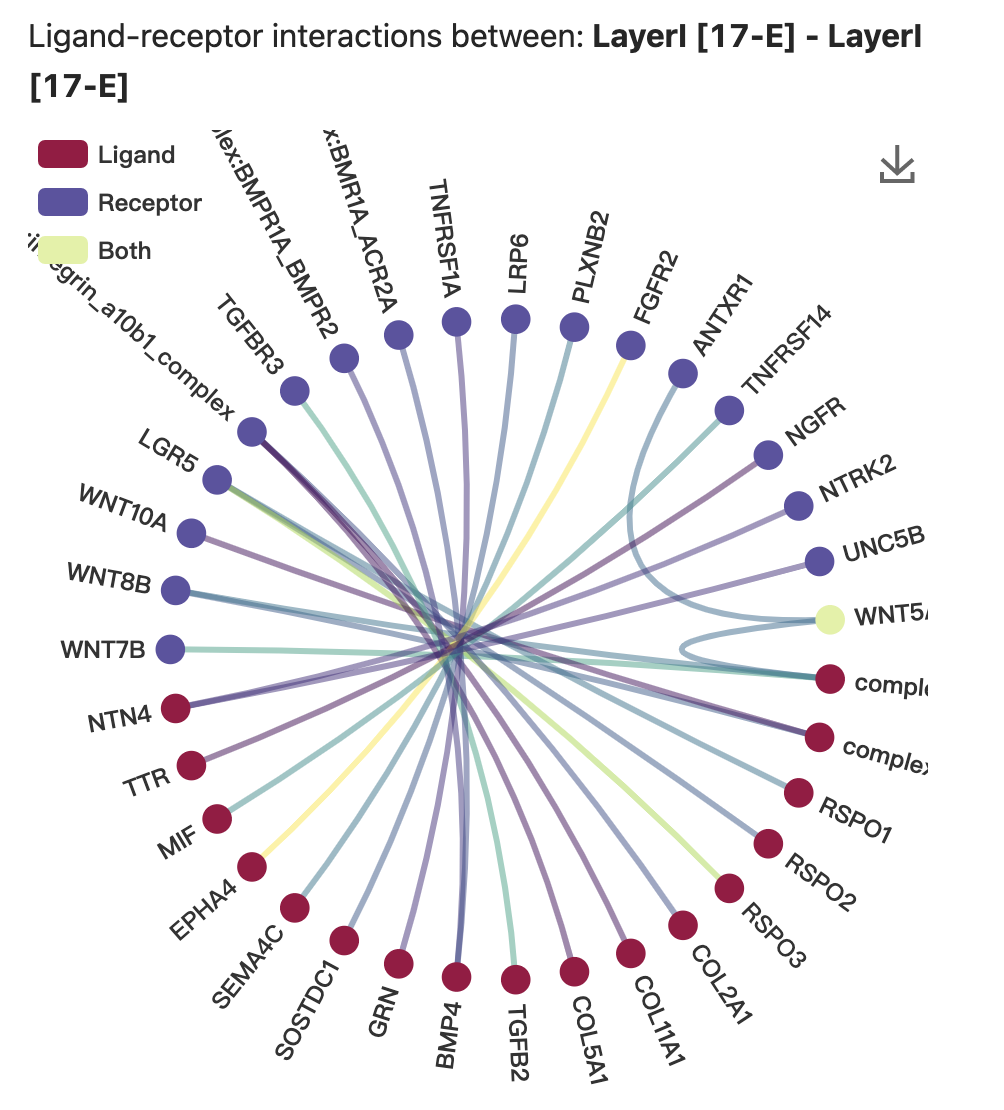 Ligand-receptor interactions between: LayerI [17-E] - LayerI
[17-E]
Ligand
Receptor
Both
lex:BMPR1A_BMPR2
x:BMR1A_ACR2A
TNFRSF1A
LRP6
PLXNB2
FGFR2
ANTXR1
TNFRSF14
NGFR
NTRK2
UNC5B
WNT5A
comple
complex
RSPO1
RSPO2
RSPO3
COL2A1
COL11A1
COL5A1
TGFB2
BMP4
GRN
SOSTDC1
SEMA4C
EPHA4
MIF
TTR
NTN4
WNT7B
WNT8B
WNT10A
LGR5
integrin_a10b1_complex
TGFBR3